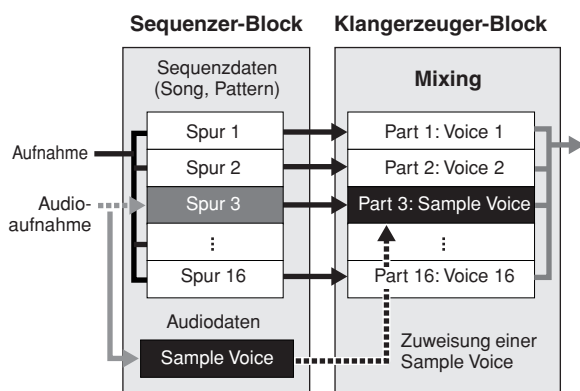 Sequenzer-Block
Klangerzeuger-Block
Sequenzdaten
(Song, Pattern)
Mixing
Aufnahme
Audio-
aufnahme
Spur 1
Spur 2
Spur 3
⋮
Spur 16
Part 1: Voice 1
Part 2: Voice 2
Part 3: Sample Voice
⋮
Part 16: Voice 16
Audiodaten
Sample Voice
Zuweisung einer
Sample Voice